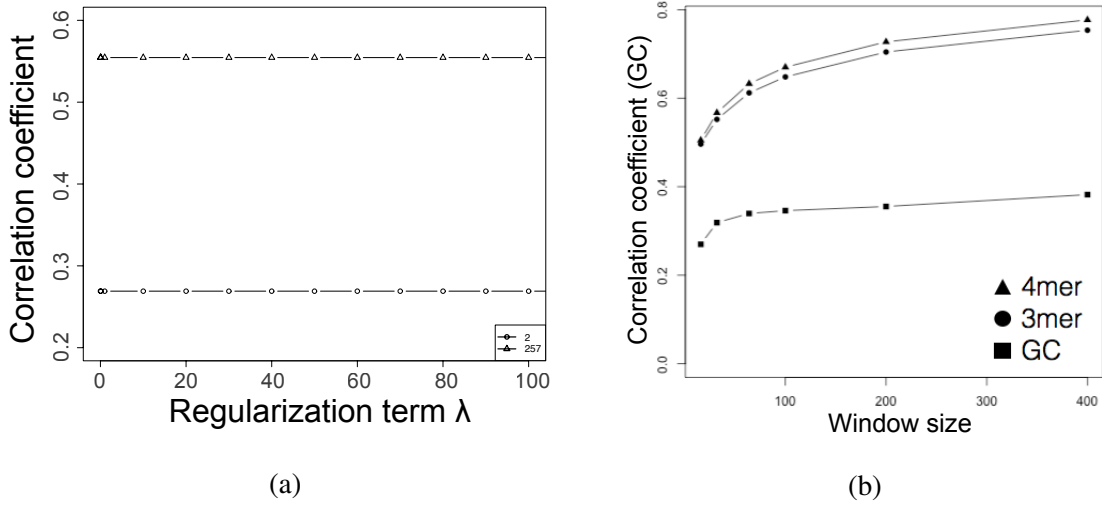 Correlation coefficient
0.6
0.5
0.4
0.3
0.2
0 20 40 60 80 100
Regularization term λ
2
257
(a)
Correlation coefficient (GC)
0.8
0.6
0.4
0.2
0.0
100 200 300 400
Window size
4mer
3mer
GC
(b)